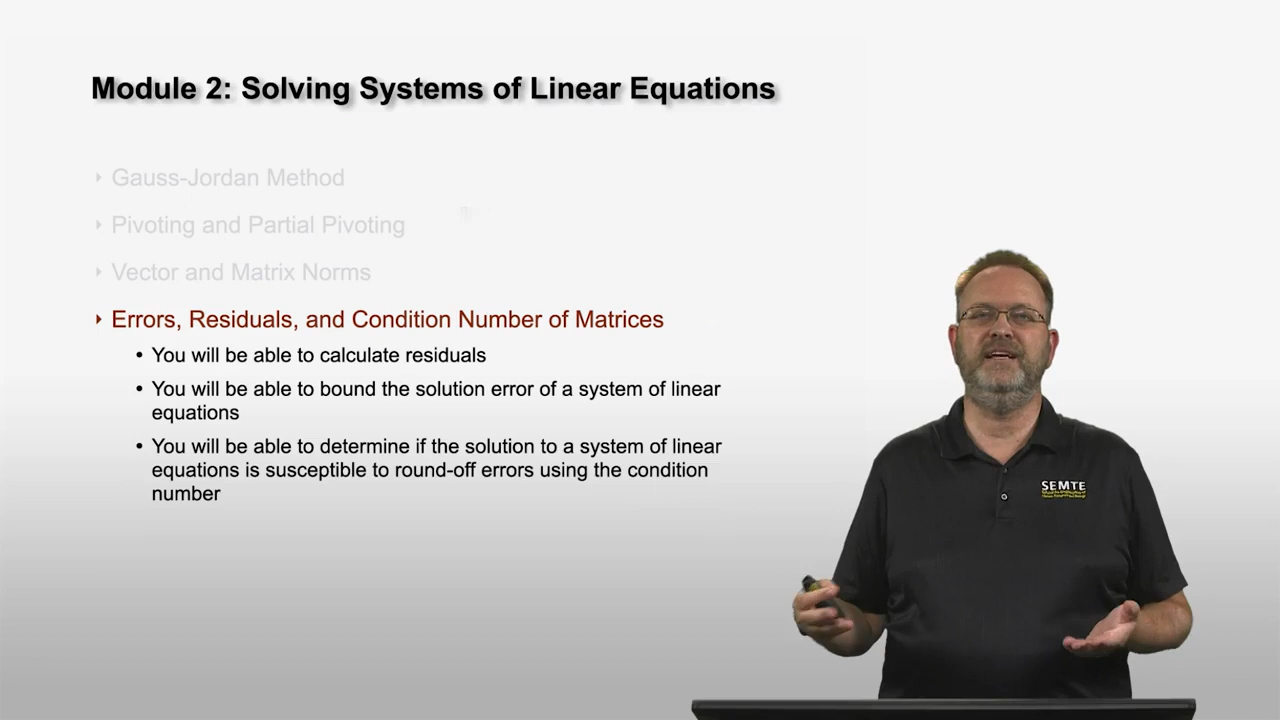 Module 2: Solving Systems of Linear Equations
Gauss-Jordan Method
Pivoting and Partial Pivoting
Vector and Matrix Norms
Errors, Residuals, and Condition Number of Matrices
• You will be able to calculate residuals
• You will be able to bound the solution error of a system of linear
equations
• You will be able to determine if the solution to a system of linear
equations is susceptible to round-off errors using the condition
number
SEMTE